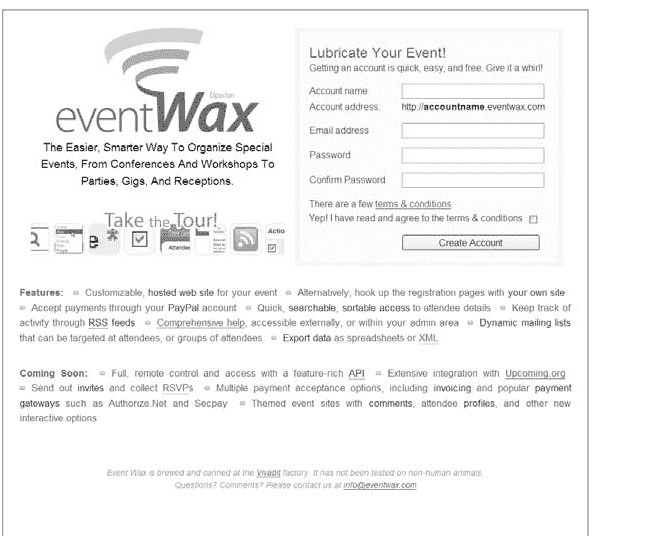 Upsilon
eventWax
The Easier, Smarter Way To Organize Special
Events, From Conferences And Workshops To
Parties, Gigs, And Receptions.
Take the Tour!
Attendee
Actio
Lubricate Your Event!
Getting an account is quick, easy, and free. Give it a whirl!
Account name
Account address: http://accountname.eventwax.com
Email address
Password
Confirm Password
There are a few terms & conditions
Yep! I have read and agree to the terms & conditions
Create Account
Features: Customizable, hosted web site for your event Alternatively, hook up the registration pages with your own site
Accept payments through your PayPal account Quick, searchable, sortable access to attendee details Keep track of
activity through RSS feeds Comprehensive help, accessible externally, or within your admin area Dynamic mailing lists
that can be targeted at attendees, or groups of attendees Export data as spreadsheets or XML
Coming Soon: Full, remote control and access with a feature-rich API Extensive integration with Upcoming.org
Send out invites and collect RSVPs Multiple payment acceptance options, including invoicing and popular payment
gateways such as Authorize.Net and Secpay Themed event sites with comments, attendee profiles, and other new
interactive options
Event Wax is brewed and canned at the Vivabit factory. It has not been tested on non-human animals.
Questions? Comments? Please contact us at info@eventwax.com